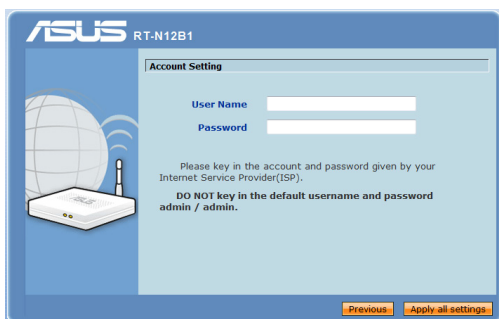 ASUS RT-N12B1
Account Setting
User Name
Password
Please key in the account and password given by your
Internet Service Provider(ISP).
DO NOT key in the default username and password
admin / admin.
/SUS
Previous Apply all settings